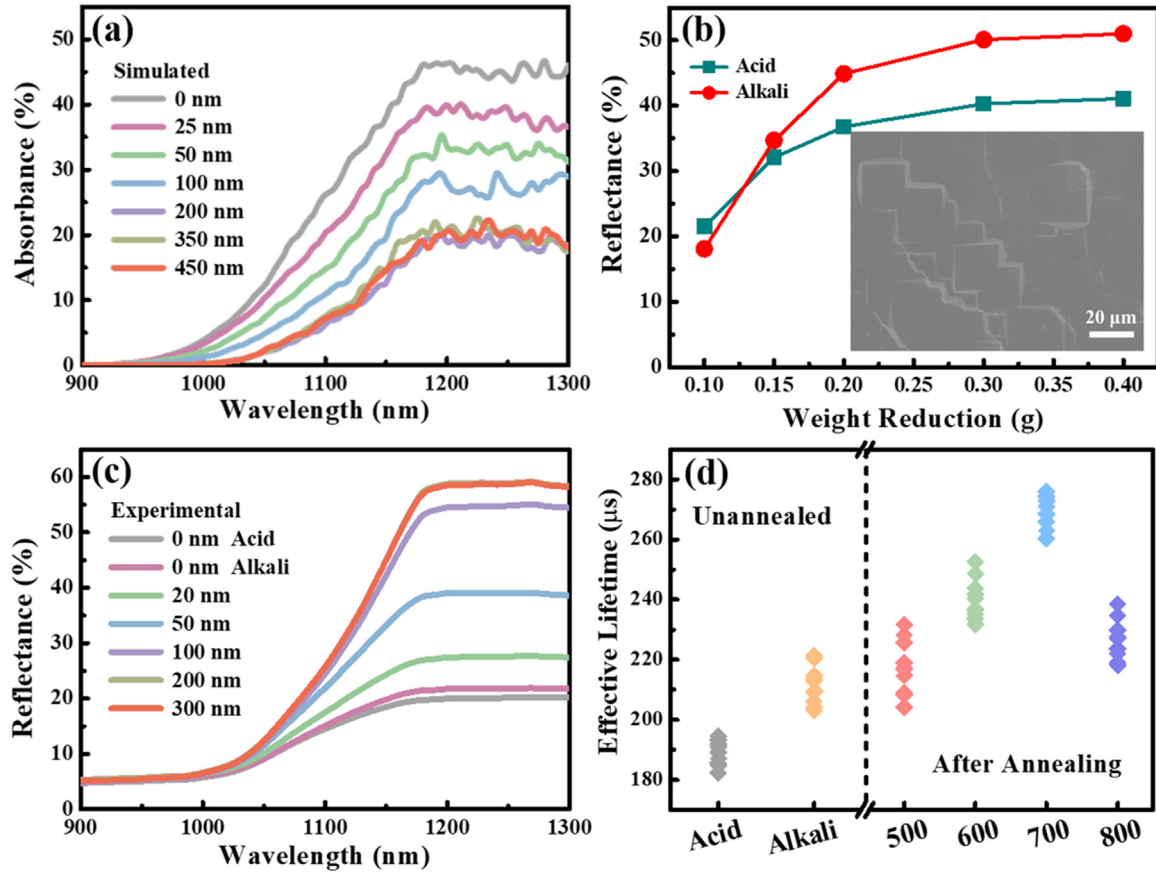 (a)
Simulated
0 nm
25 nm
50 nm
100 nm
200 nm
350 nm
450 nm
Absorbance (%)
50
40
30
20
10
0
900
1000
1100
1200
1300
Wavelength (nm)
(b)
Acid
Alkali
Reflectance (%)
50
40
30
20
10
0
20 μm
0.10
0.15
0.20
0.25
0.30
0.35
0.40
Weight Reduction (g)
(c)
Experimental
0 nm Acid
0 nm Alkali
20 nm
50 nm
100 nm
200 nm
300 nm
Reflectance (%)
60
50
40
30
20
10
0
900
1000
1100
1200
1300
Wavelength (nm)
(d)
Unannealed
After Annealing
Effective Lifetime (μs)
280
260
240
220
200
180
Acid
Alkali
500
600
700
800